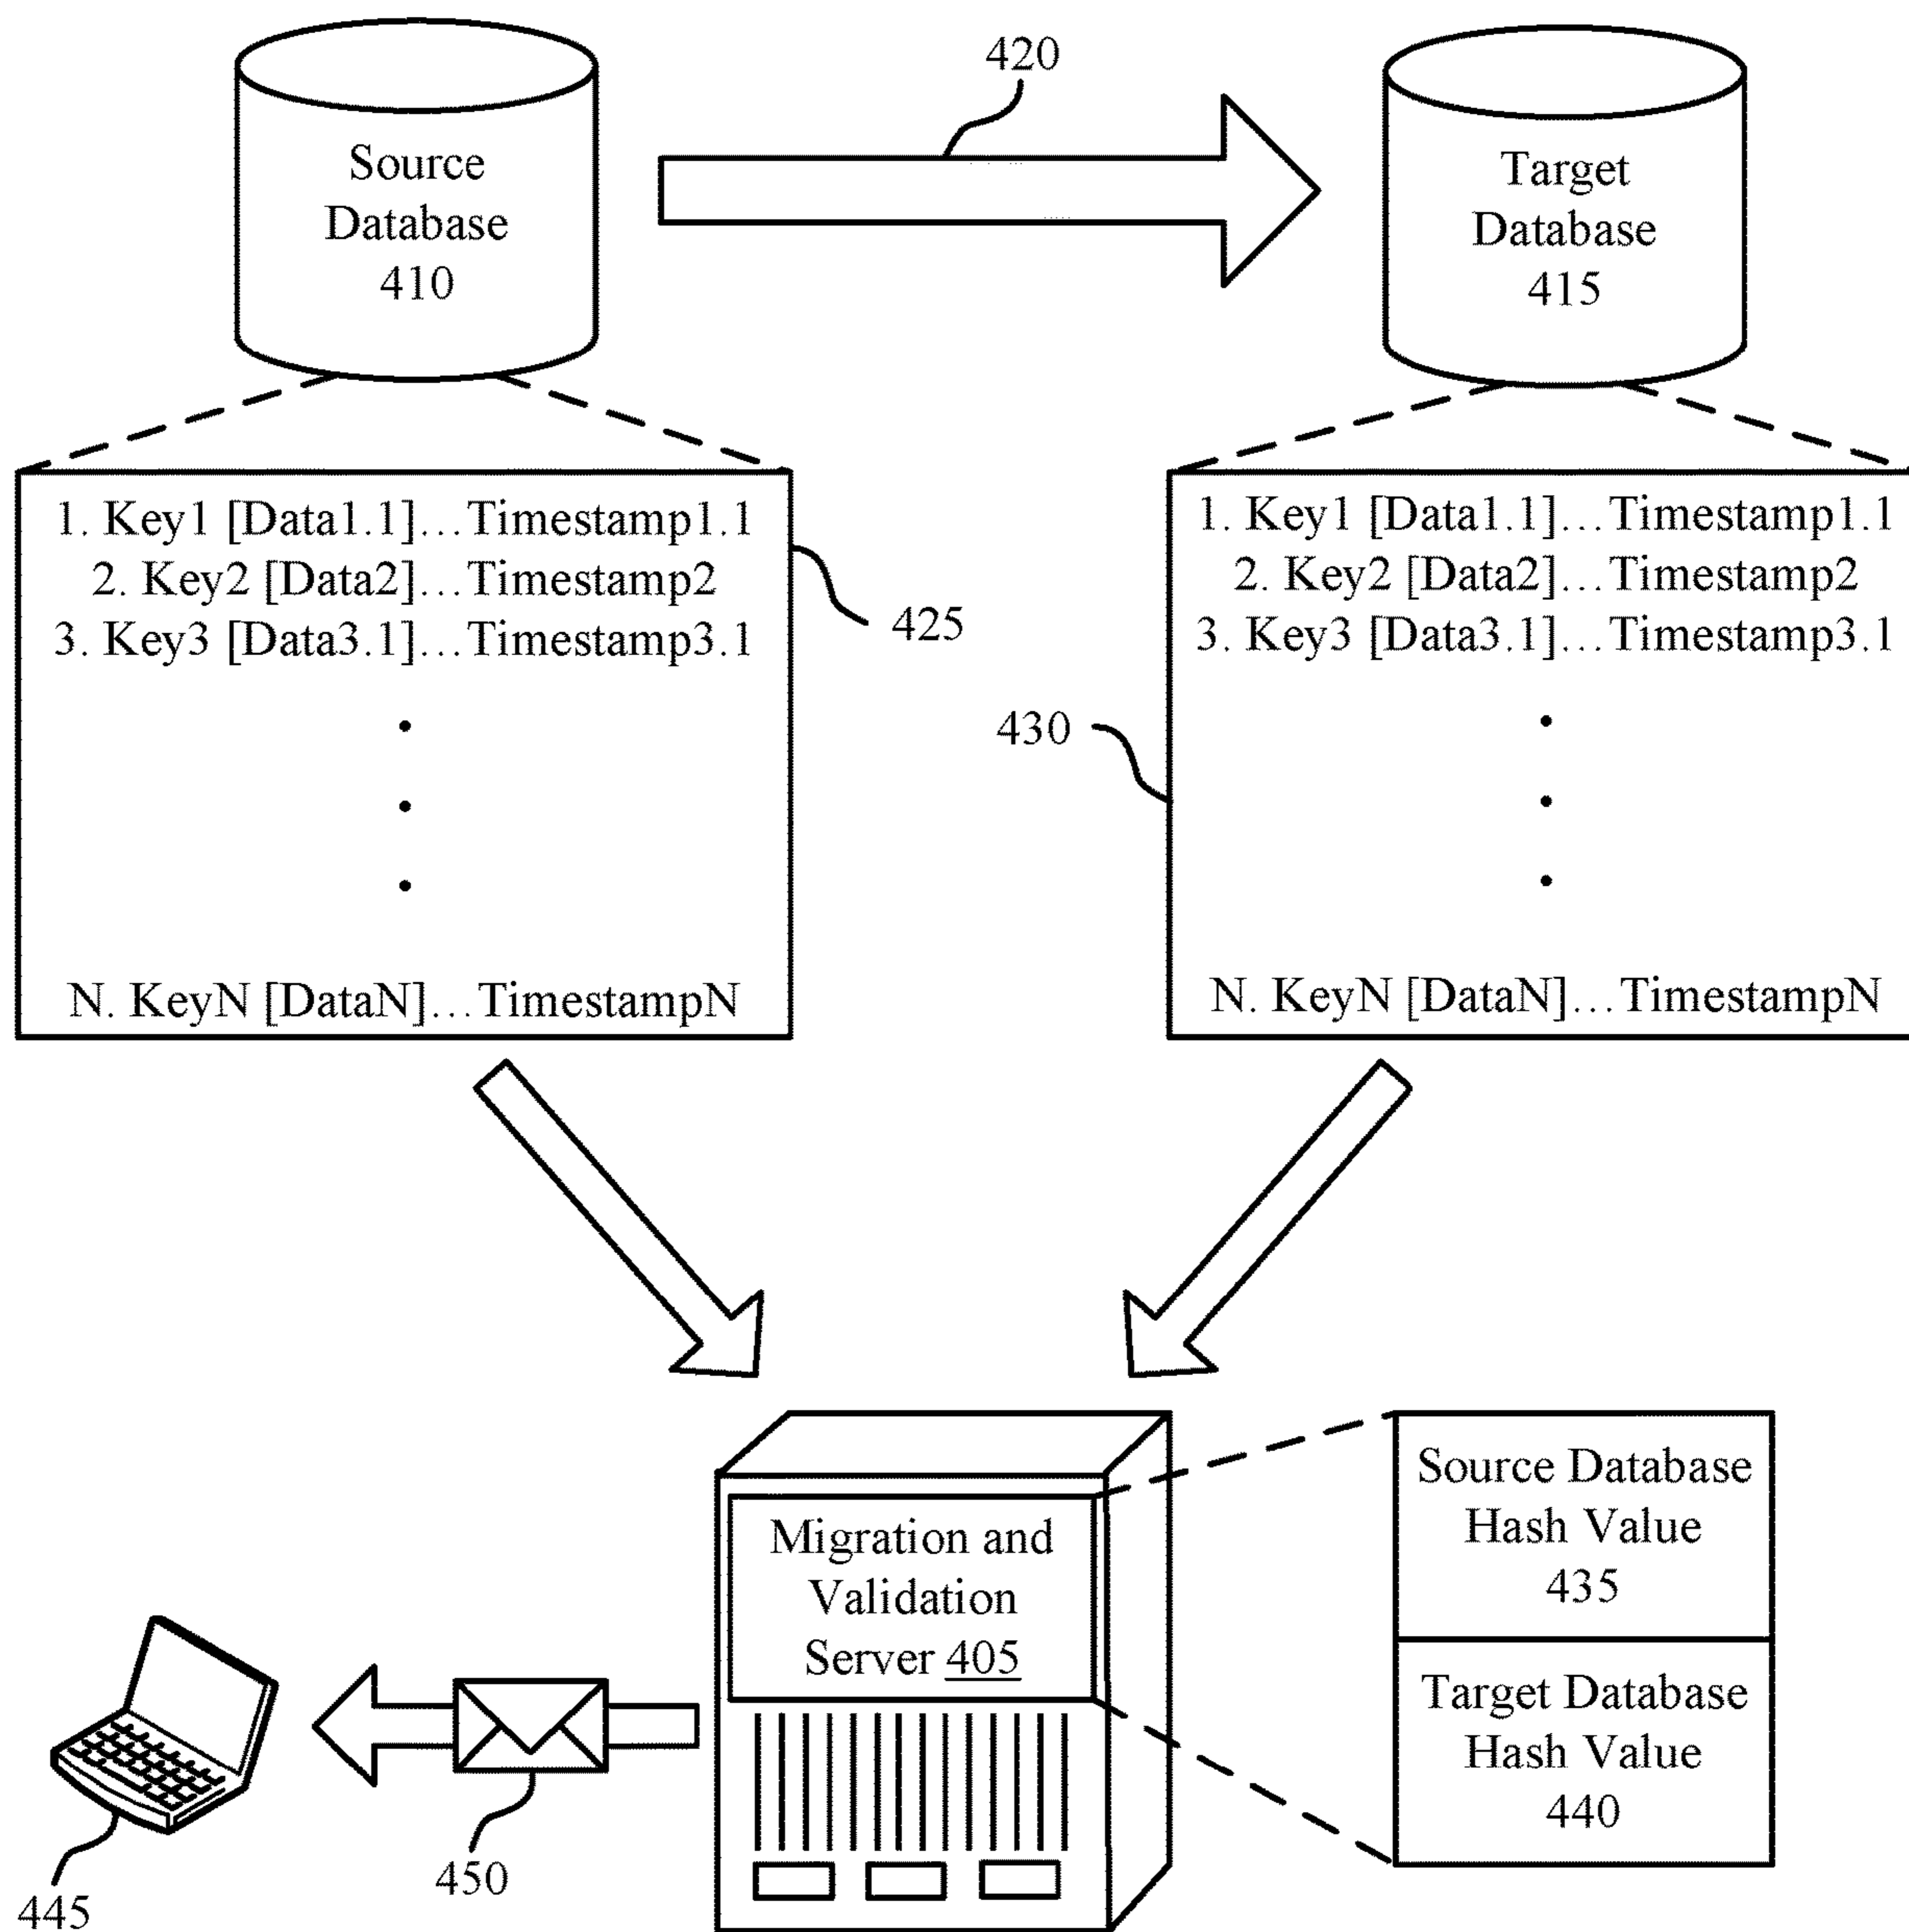 420
Source
Database
410
Target
Database
415
1. Key1 [Data1.1]...Timestamp1.1
2. Key2 [Data2]...Timestamp2
3. Key3 [Data3.1]...Timestamp3.1
N. KeyN [DataN]...TimestampN
425
1. Key1 [Data1.1]...Timestamp1.1
2. Key2 [Data2]...Timestamp2
3. Key3 [Data3.1]...Timestamp3.1
N. KeyN [DataN]...TimestampN
430
Migration and
Validation
Server 405
Source Database
Hash Value
435
Target Database
Hash Value
440
450
445